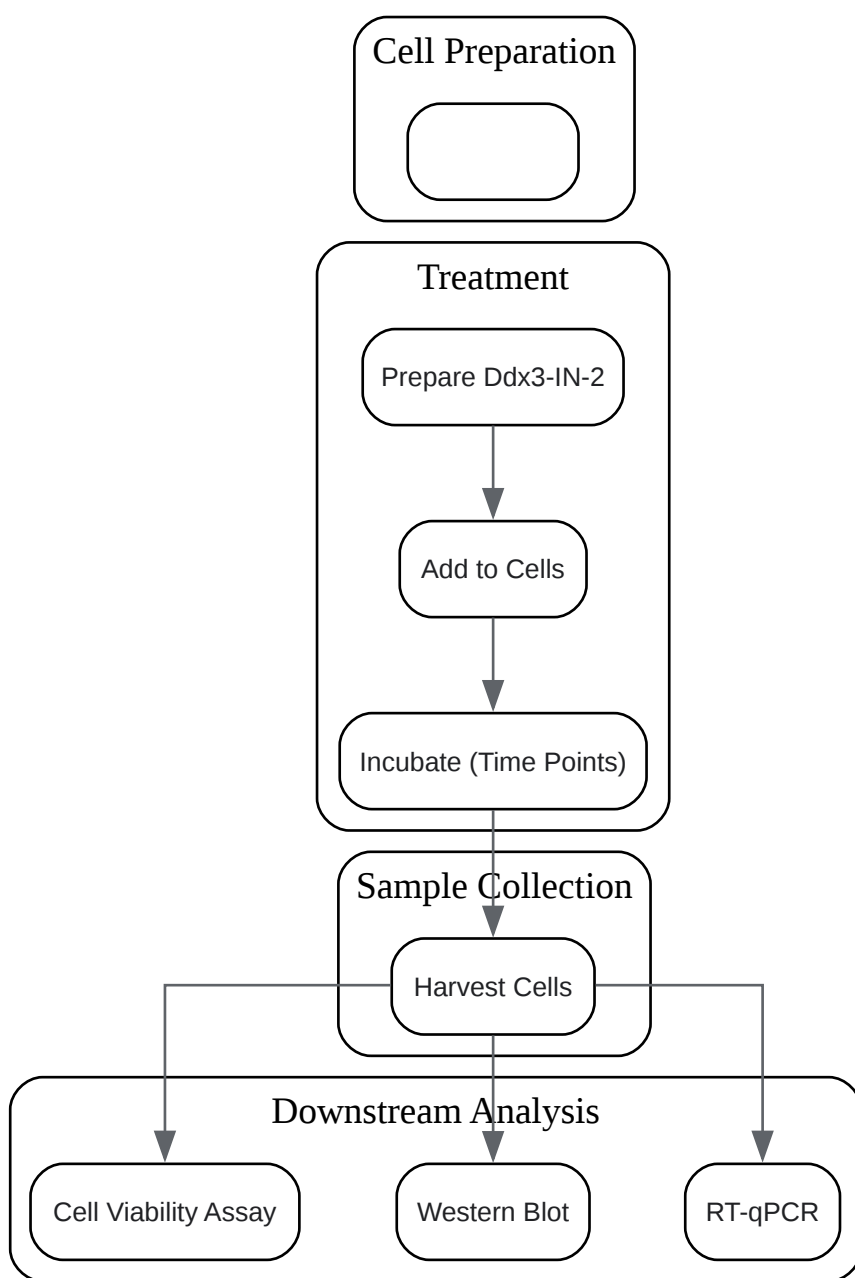 Cell Preparation
Treatment
Prepare Ddx3-IN-2
Add to Cells
Incubate (Time Points)
Sample Collection
Harvest Cells
Downstream Analysis
Cell Viability Assay
Western Blot
RT-qPCR